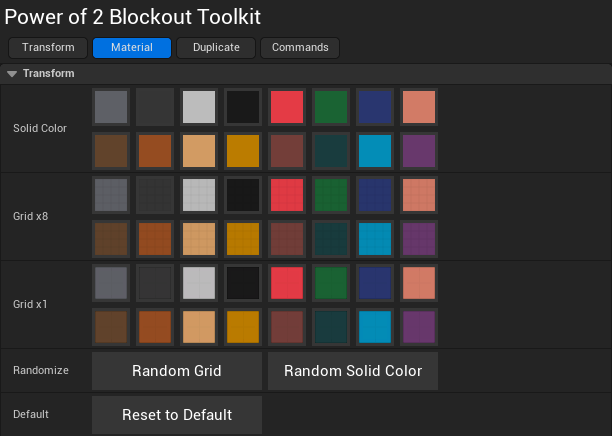 Power of 2 Blockout Toolkit
Transform Material Duplicate Commands
Transform
Solid Color
Grid x8
Grid x1
Randomize Random Grid Random Solid Color
Default Reset to Default